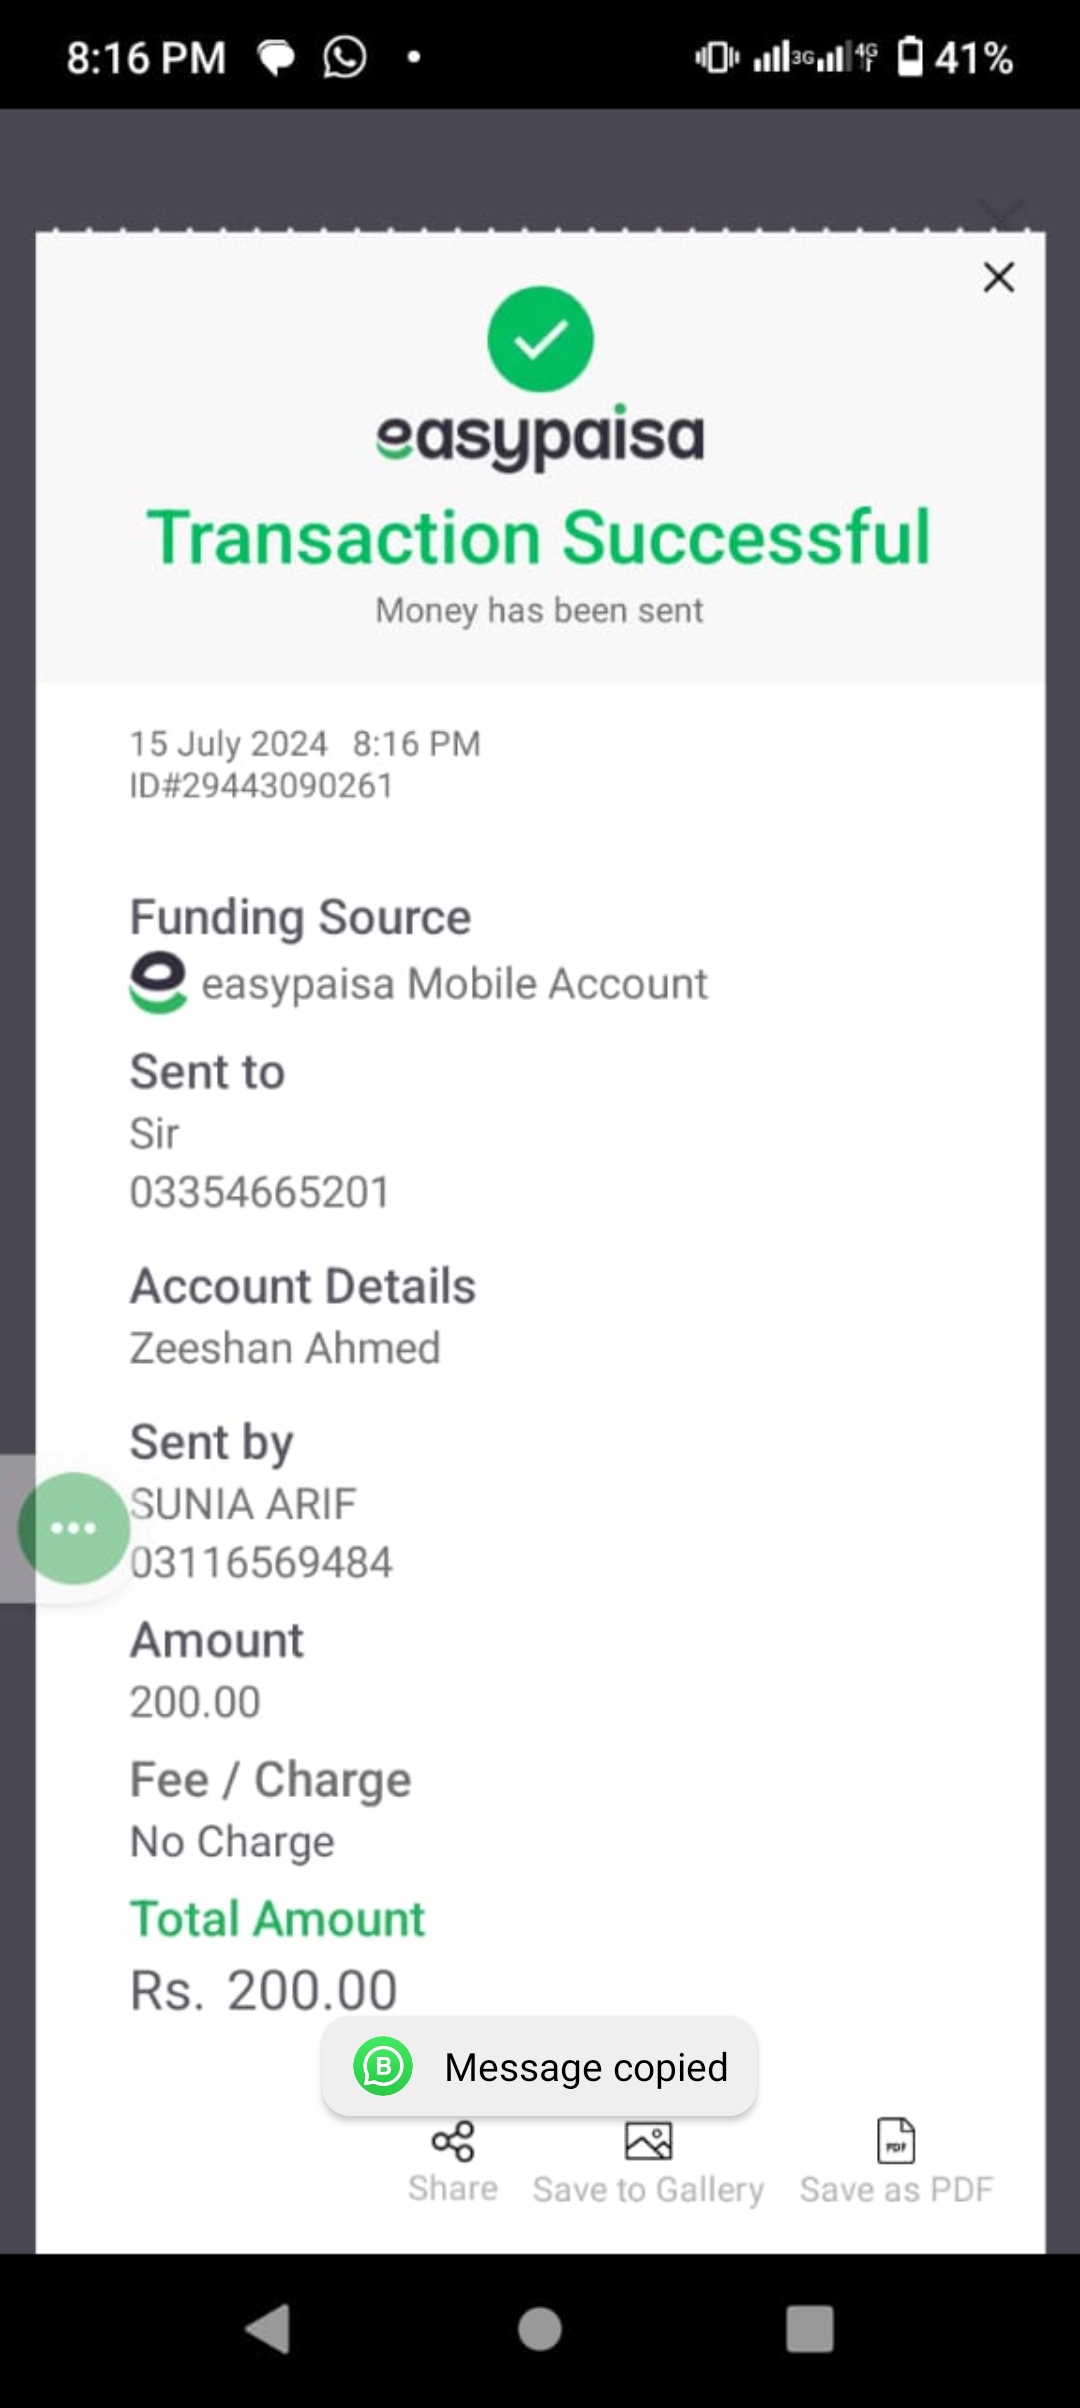 8:16 PM 3G 4G 41%
easypaisa
Transaction Successful
Money has been sent
15 July 2024 8:16 PM
ID#29443090261
Funding Source
easypaisa Mobile Account
Sent to
Sir
03354665201
Account Details
Zeeshan Ahmed
Sent by
SUNIA ARIF
03116569484
Amount
200.00
Fee / Charge
No Charge
Total Amount
Rs. 200.00
B Message copied
PDF
Share Save to Gallery Save as PDF